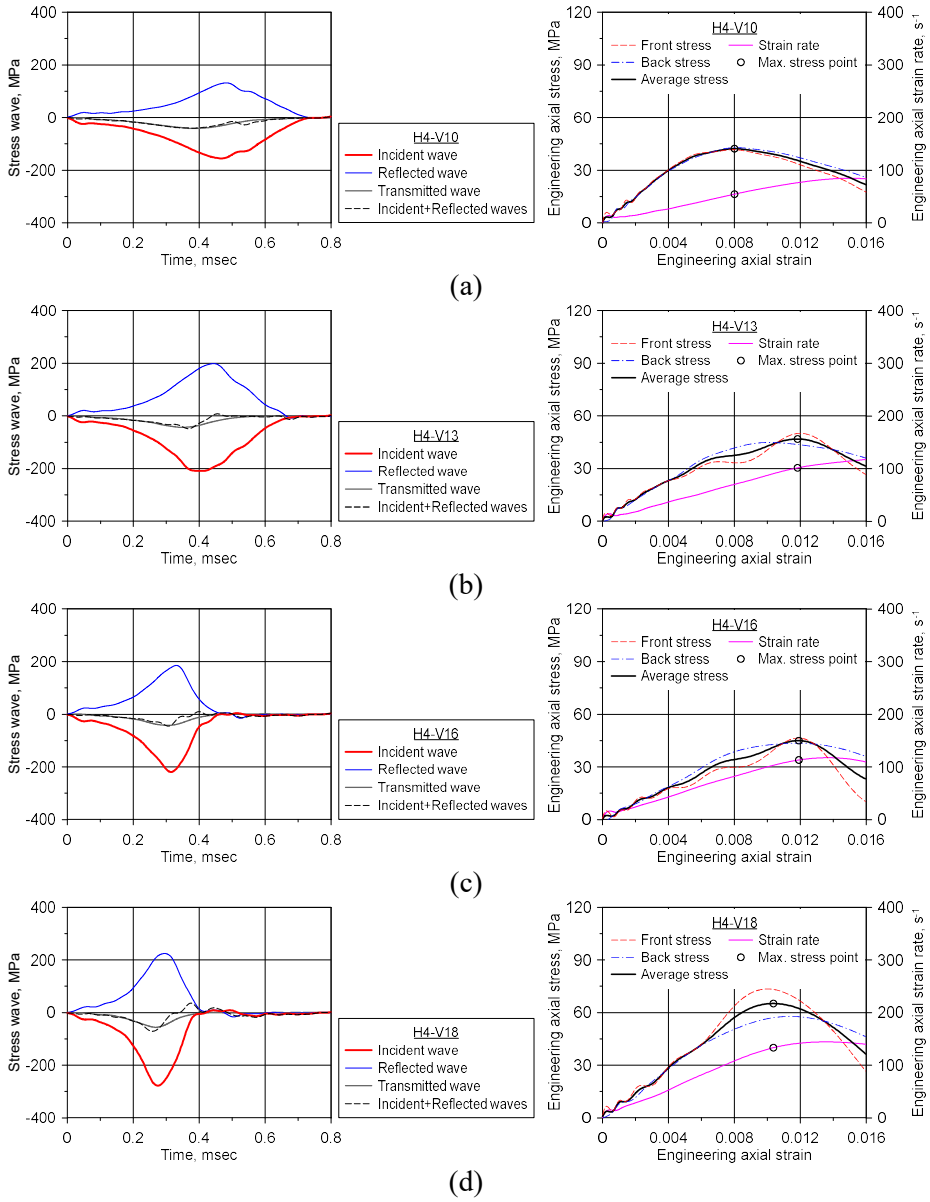 400
200
0
-200
-400
Stress wave, MPa
0 0.2 0.4 0.6 0.8
Time, msec
H4-V10
Incident wave
Reflected wave
Transmitted wave
Incident+Reflected waves
120
90
60
30
0
Engineering axial stress, MPa
H4-V10
Front stress Strain rate
Back stress Max. stress point
Average stress
400
300
200
100
0
Engineering axial strain rate, s-1
0 0.004 0.008 0.012 0.016
Engineering axial strain
(a)
400
200
0
-200
-400
Stress wave, MPa
0 0.2 0.4 0.6 0.8
Time, msec
H4-V13
Incident wave
Reflected wave
Transmitted wave
Incident+Reflected waves
120
90
60
30
0
Engineering axial stress, MPa
H4-V13
Front stress Strain rate
Back stress Max. stress point
Average stress
400
300
200
100
0
Engineering axial strain rate, s-1
0 0.004 0.008 0.012 0.016
Engineering axial strain
(b)
400
200
0
-200
-400
Stress wave, MPa
0 0.2 0.4 0.6 0.8
Time, msec
H4-V16
Incident wave
Reflected wave
Transmitted wave
Incident+Reflected waves
120
90
60
30
0
Engineering axial stress, MPa
H4-V16
Front stress Strain rate
Back stress Max. stress point
Average stress
400
300
200
100
0
Engineering axial strain rate, s-1
0 0.004 0.008 0.012 0.016
Engineering axial strain
(c)
400
200
0
-200
-400
Stress wave, MPa
0 0.2 0.4 0.6 0.8
Time, msec
H4-V18
Incident wave
Reflected wave
Transmitted wave
Incident+Reflected waves
120
90
60
30
0
Engineering axial stress, MPa
H4-V18
Front stress Strain rate
Back stress Max. stress point
Average stress
400
300
200
100
0
Engineering axial strain rate, s-1
0 0.004 0.008 0.012 0.016
Engineering axial strain
(d)